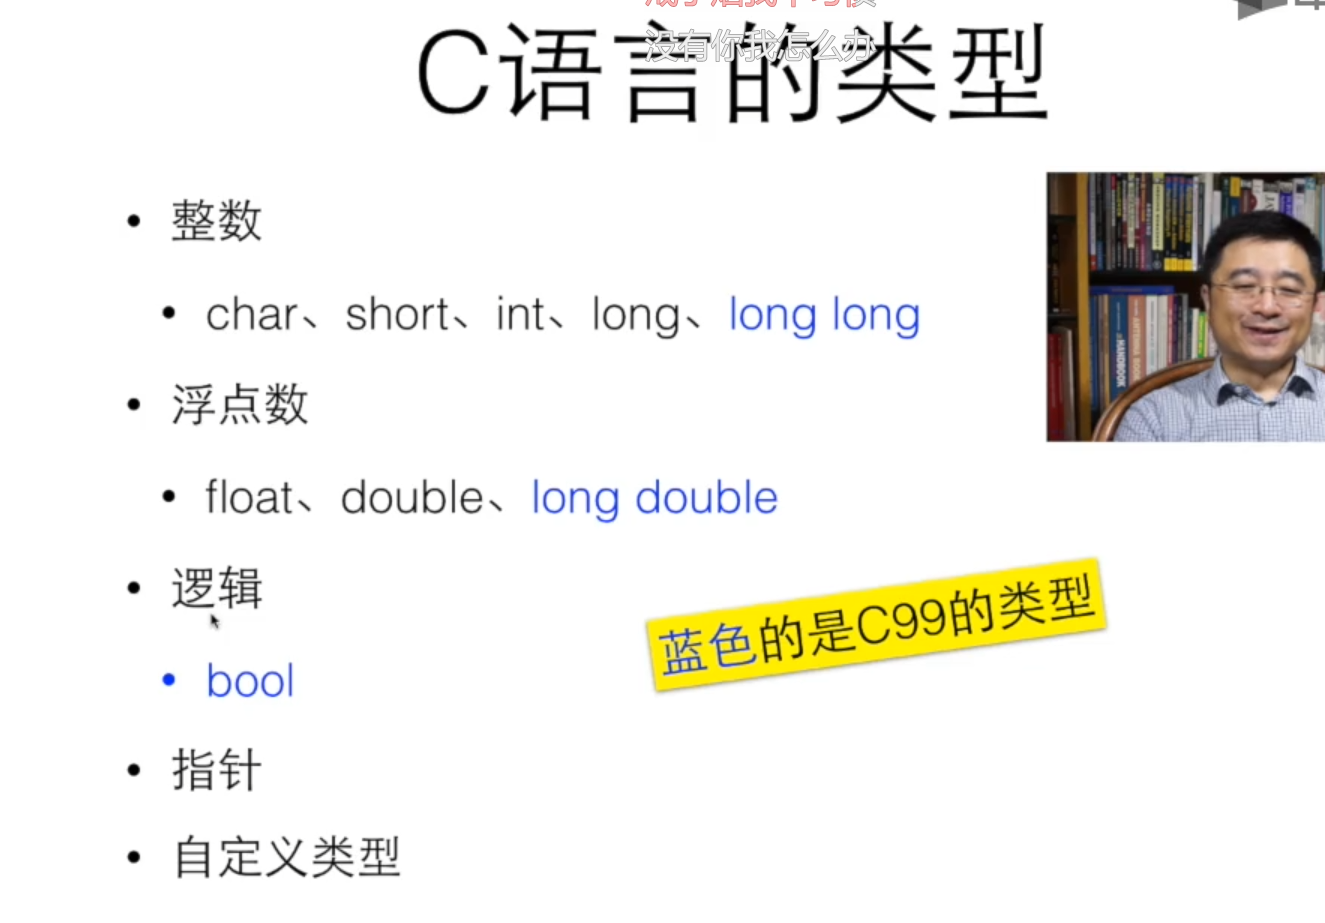 没有你我怎么办
C语言的类型
• 整数
• char、short、int、long、long long
• 浮点数
• float、double、long double
• 逻辑
• bool
• 指针
• 自定义类型
蓝色的是C99的类型
HANDBOOK